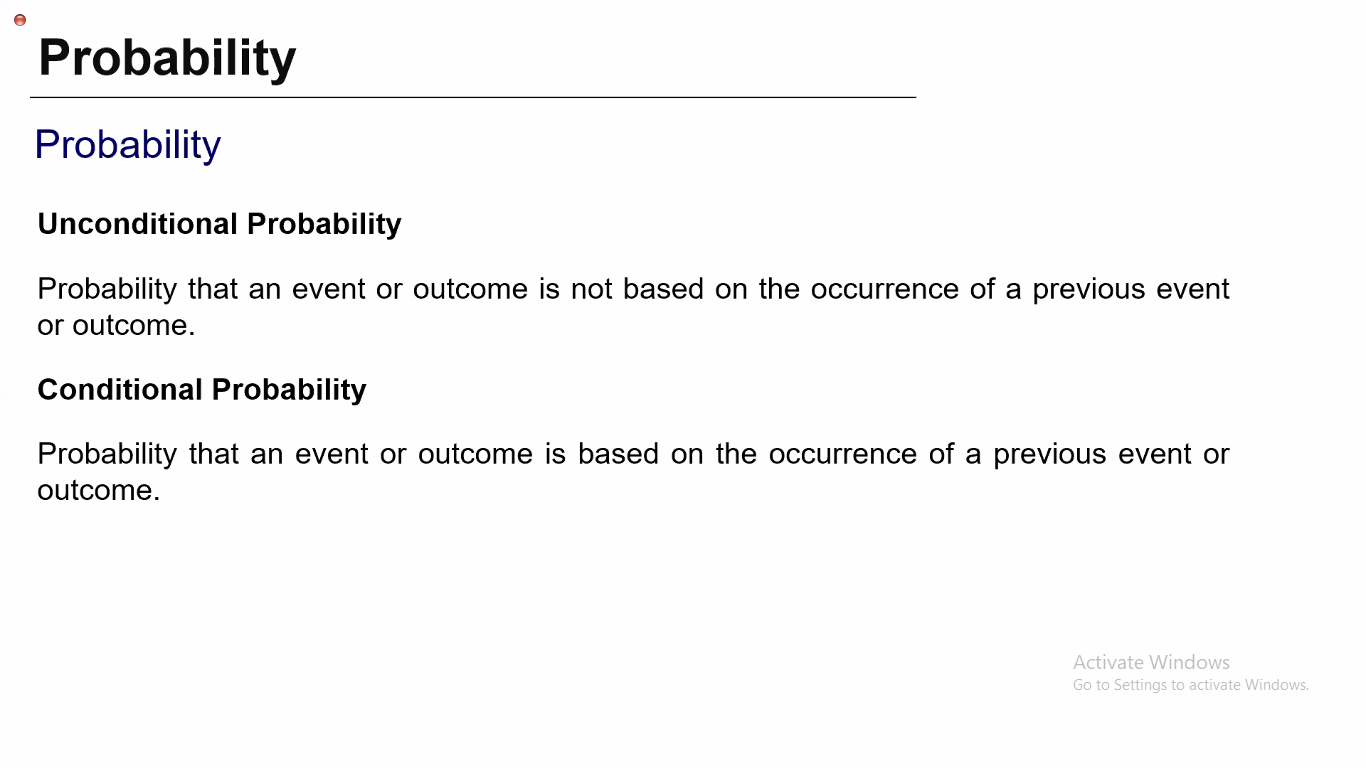 Probability
Probability
Unconditional Probability
Probability that an event or outcome is not based on the occurrence of a previous event
or outcome.
Conditional Probability
Probability that an event or outcome is based on the occurrence of a previous event or
outcome.
Activate Windows
Go to Settings to activate Windows.